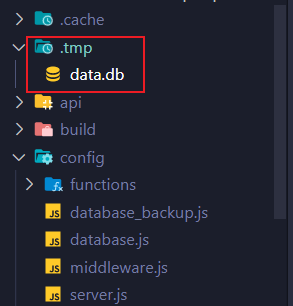 .cache
.tmp
data.db
api
build
config
functions
JS database_backup.js
JS database.js
JS middleware.js
JS server.js